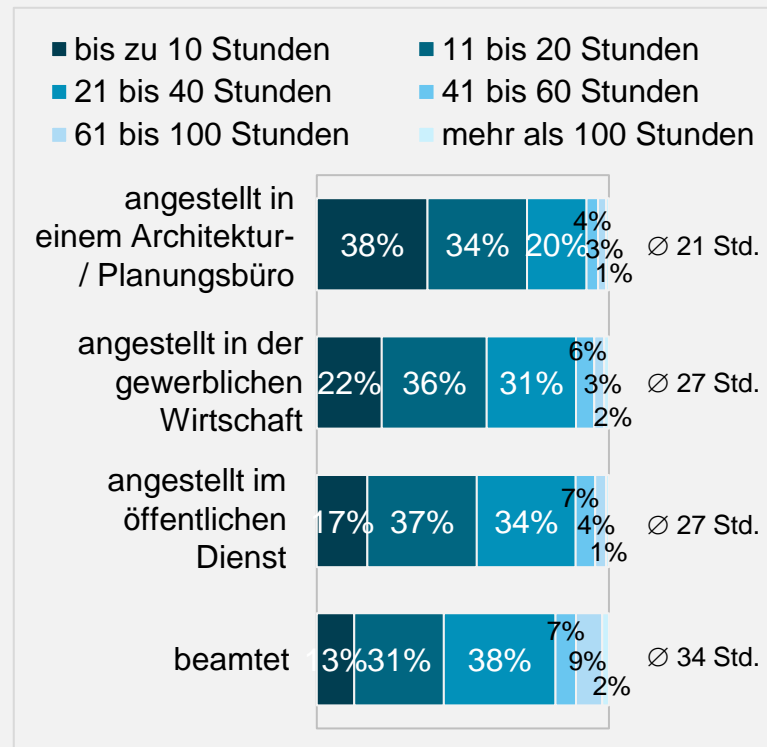 bis zu 10 Stunden
11 bis 20 Stunden
21 bis 40 Stunden
41 bis 60 Stunden
61 bis 100 Stunden
mehr als 100 Stunden
angestellt in
einem Architektur-
/ Planungsbüro
38%
34%
20%
4%
3%
1%
∅ 21 Std.
angestellt in der
gewerblichen
Wirtschaft
22%
36%
31%
6%
3%
2%
∅ 27 Std.
angestellt im
öffentlichen
Dienst
17%
37%
34%
7%
4%
1%
∅ 27 Std.
beamtet
13%
31%
38%
7%
9%
2%
∅ 34 Std.